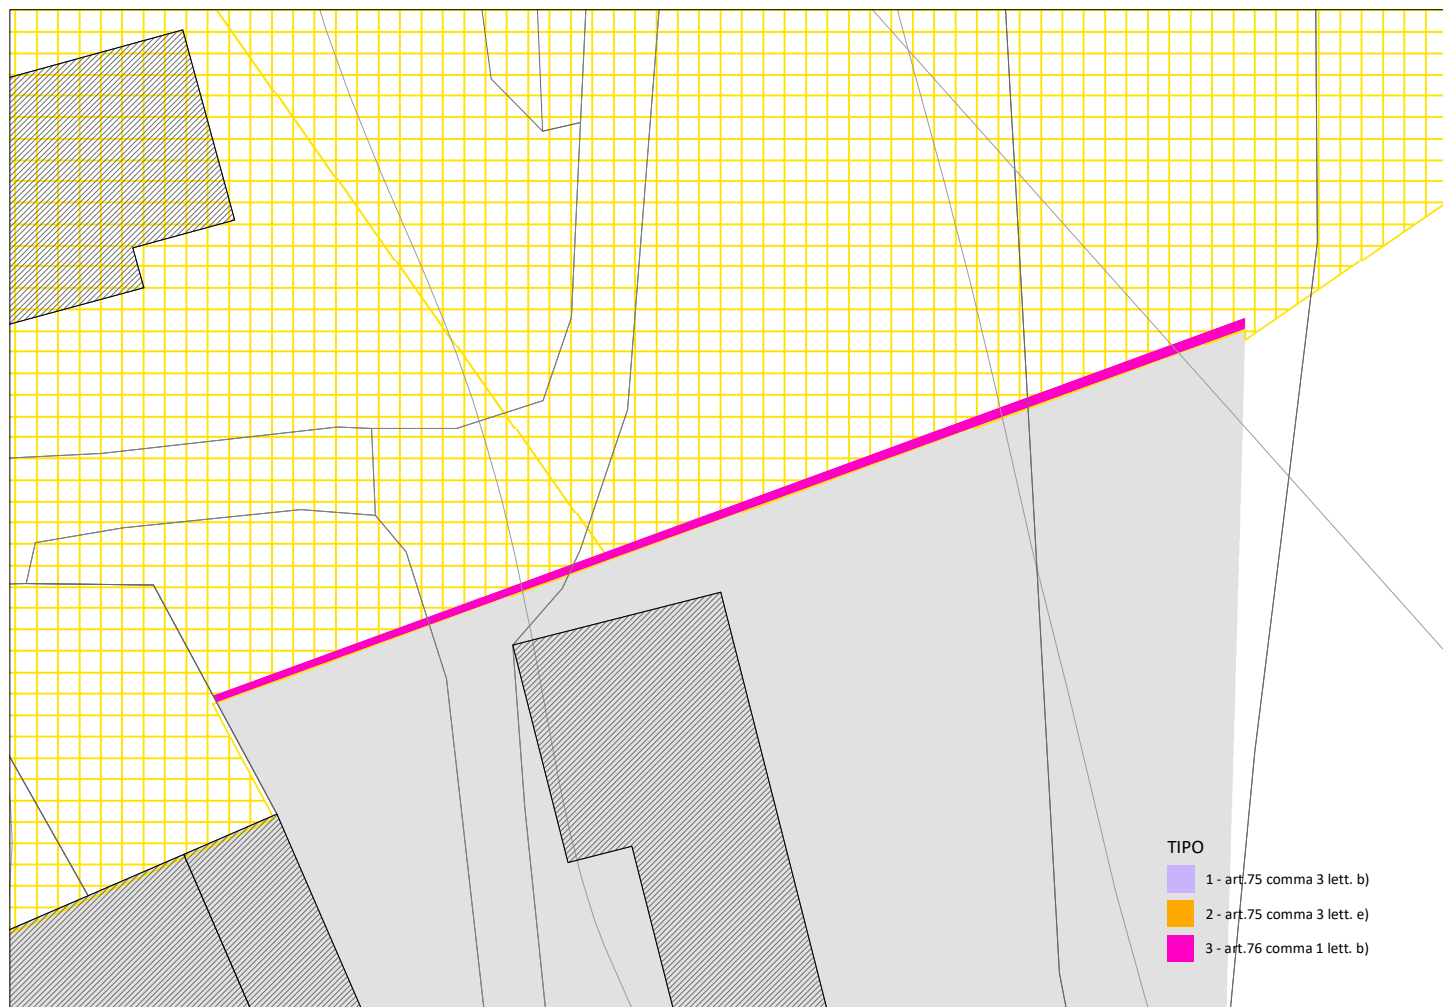 TIPO
1 - art.75 comma 3 lett. b)
2 - art.75 comma 3 lett. e)
3 - art.76 comma 1 lett. b)